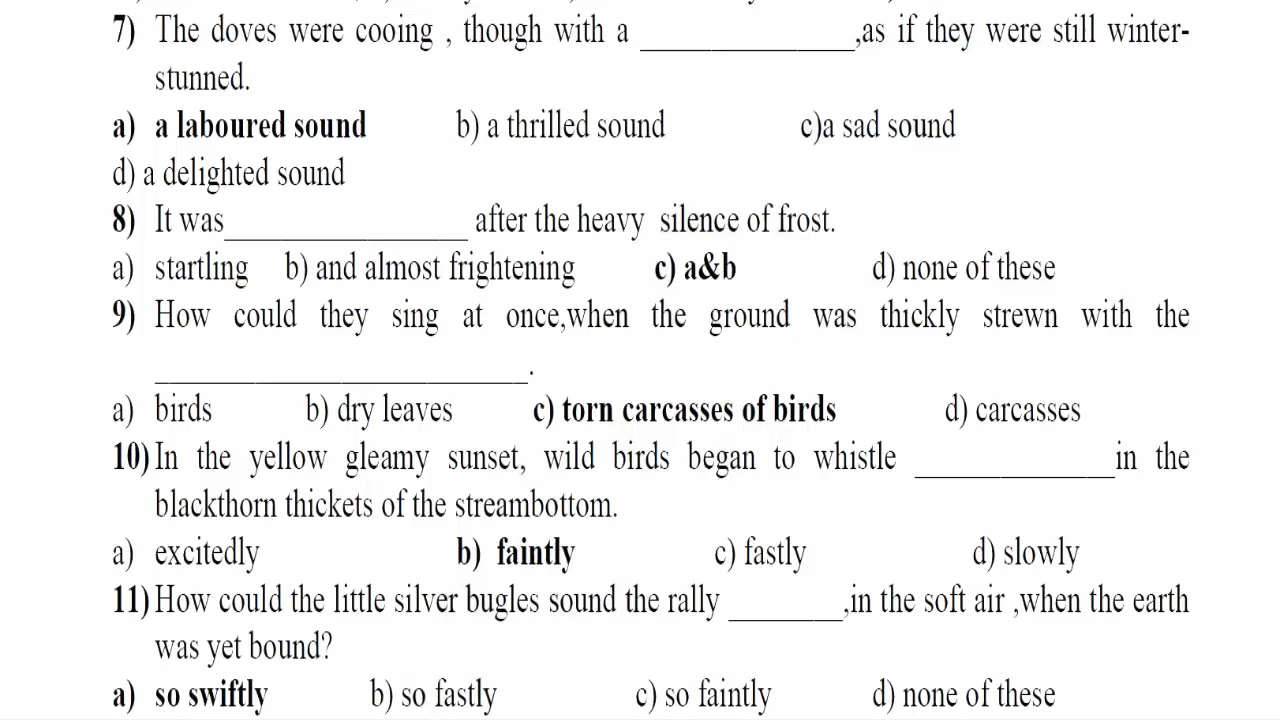 7) The doves were cooing , though with a _______________,as if they were still winter-
stunned.
a) a laboured sound b) a thrilled sound c)a sad sound
d) a delighted sound
8) It was_________________ after the heavy silence of frost.
a) startling b) and almost frightening c) a&b d) none of these
9) How could they sing at once,when the ground was thickly strewn with the
__________________________.
a) birds b) dry leaves c) torn carcasses of birds d) carcasses
10) In the yellow gleamy sunset, wild birds began to whistle ______________in the
blackthorn thickets of the streambottom.
a) excitedly b) faintly c) fastly d) slowly
11) How could the little silver bugles sound the rally ________,in the soft air ,when the earth
was yet bound?
a) so swiftly b) so fastly c) so faintly d) none of these